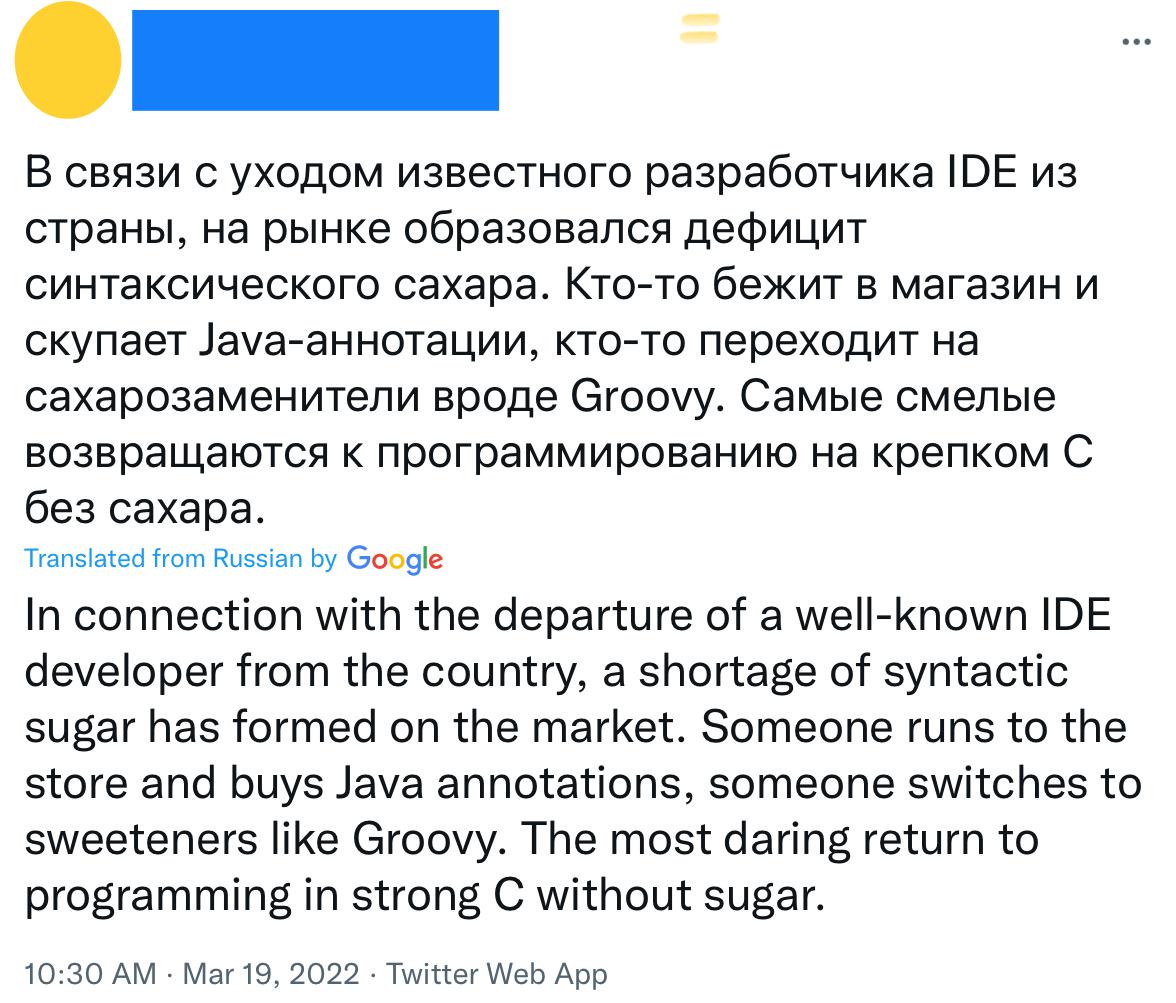 В связи с уходом известного разработчика IDE из
страны, на рынке образовался дефицит
синтаксического сахара. Кто-то бежит в магазин и
скупает Java-аннотации, кто-то переходит на
сахарозаменители вроде Groovy. Самые смелые
возвращаются к программированию на крепком C
без сахара.
Translated from Russian by Google
In connection with the departure of a well-known IDE
developer from the country, a shortage of syntactic
sugar has formed on the market. Someone runs to the
store and buys Java annotations, someone switches to
sweeteners like Groovy. The most daring return to
programming in strong C without sugar.
10:30 AM · Mar 19, 2022 · Twitter Web App